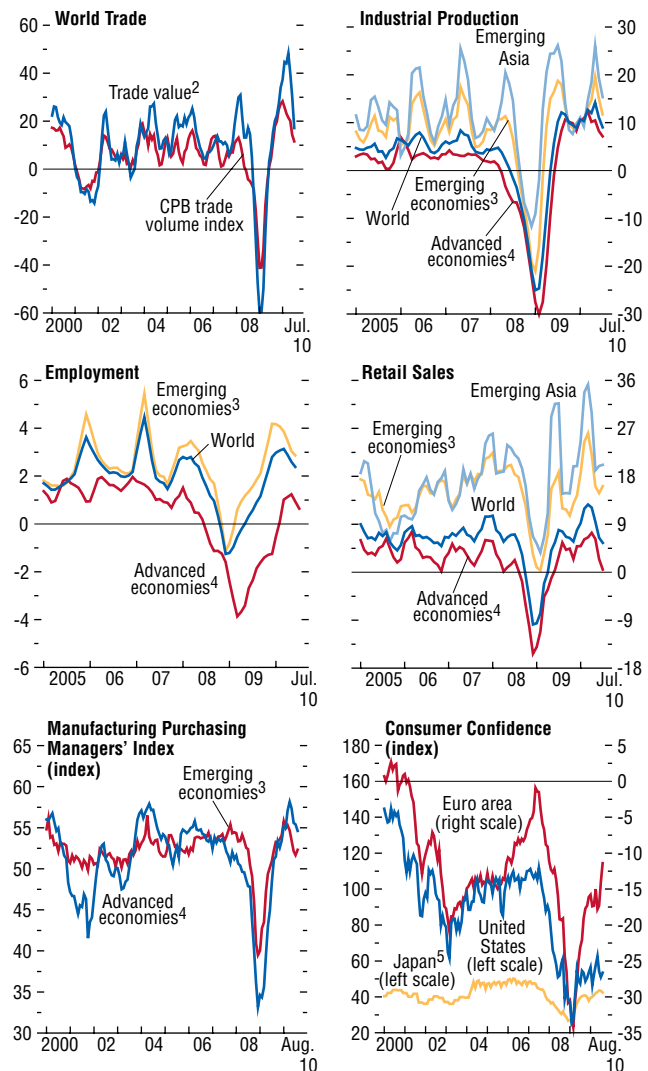 World Trade
60
40
20
0
-20
-40
-60
Trade value2
CPB trade
volume index
2000 02 04 06 08 Jul.
10
Industrial Production
30
20
10
0
-10
-20
-30
Emerging
Asia
Emerging
economies3
World
Advanced
economies4
2005 06 07 08 09 Jul.
10
Employment
6
4
2
0
-2
-4
-6
Emerging
economies3
World
Advanced
economies4
2005 06 07 08 09 Jul.
10
Retail Sales
36
27
18
9
0
-9
-18
Emerging Asia
Emerging
economies3
World
Advanced
economies4
2005 06 07 08 09 Jul.
10
Manufacturing Purchasing
Managers' Index
(index)
65
60
55
50
45
40
35
30
Emerging
economies3
Advanced
economies4
2000 02 04 06 08 Aug.
10
Consumer Confidence
(index)
180
160
140
120
100
80
60
40
20
5
0
-5
-10
-15
-20
-25
-30
-35
Euro area
(right scale)
United
States
(left scale)
Japan5
(left scale)
2000 02 04 06 08 Aug.
10